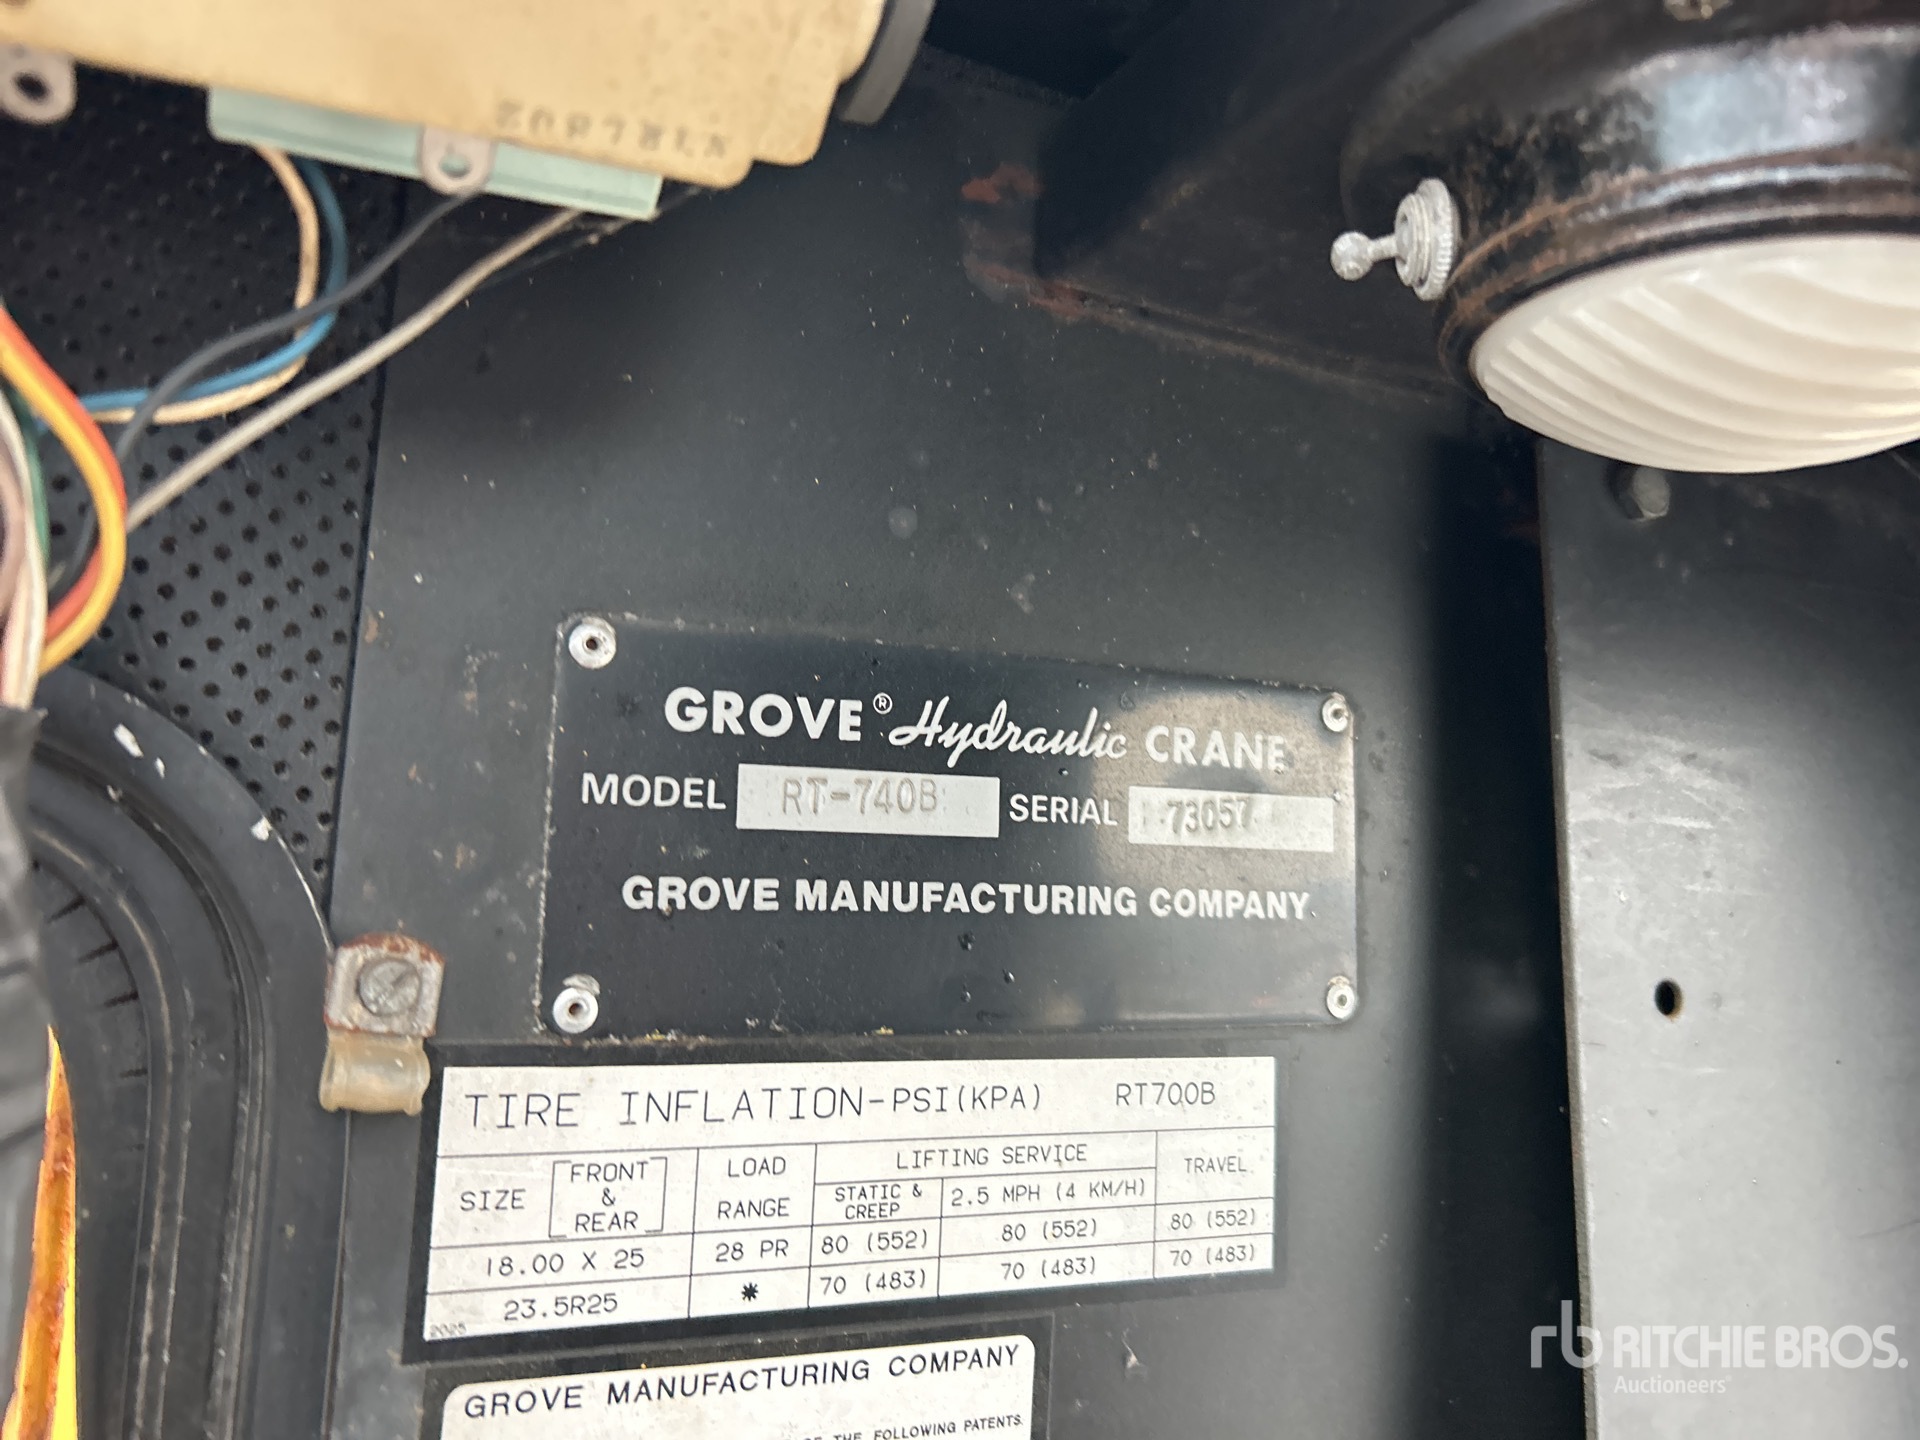 GROVE® Hydraulic CRANE
MODEL RT-740B SERIAL 73057
GROVE MANUFACTURING COMPANY
TIRE INFLATION-PSI(KPA) RT700B
SIZE FRONT & REAR LOAD RANGE LIFTING SERVICE TRAVEL
STATIC & CREEP 2.5 MPH (4 KM/H)
18.00 X 25 28 PR 80 (552) 80 (552) 80 (552)
23.5R25 * 70 (483) 70 (483) 70 (483)
2025
GROVE MANUFACTURING COMPANY
THE FOLLOWING PATENTS
rb RITCHIE BROS.
Auctioneers